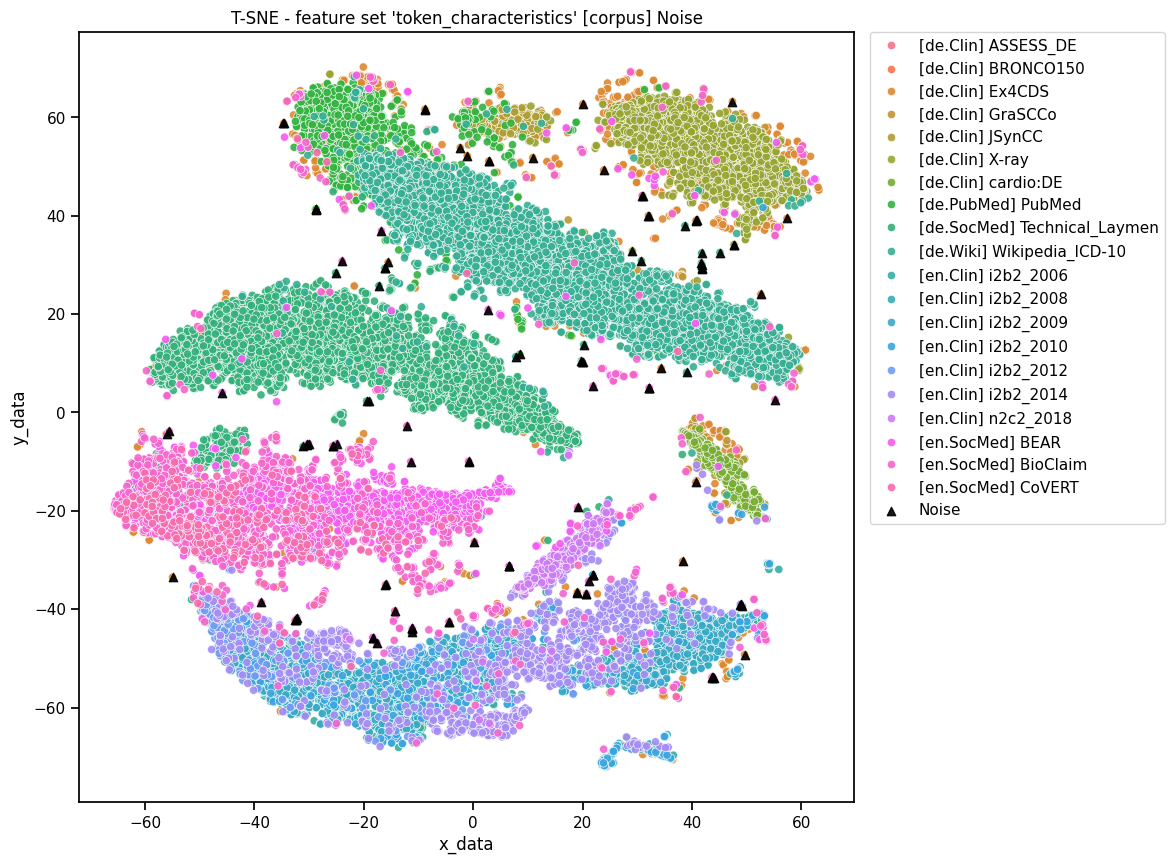 T-SNE - feature set 'token_characteristics' [corpus] Noise
60
40
20
0
−20
−40
−60
y_data
−60
−40
−20
0
20
40
60
x_data
[de.Clin] ASSESS_DE
[de.Clin] BRONCO150
[de.Clin] Ex4CDS
[de.Clin] GraSCCo
[de.Clin] JSynCC
[de.Clin] X-ray
[de.Clin] cardio:DE
[de.PubMed] PubMed
[de.SocMed] Technical_Laymen
[de.Wiki] Wikipedia_ICD-10
[en.Clin] i2b2_2006
[en.Clin] i2b2_2008
[en.Clin] i2b2_2009
[en.Clin] i2b2_2010
[en.Clin] i2b2_2012
[en.Clin] i2b2_2014
[en.Clin] n2c2_2018
[en.SocMed] BEAR
[en.SocMed] BioClaim
[en.SocMed] CoVERT
Noise